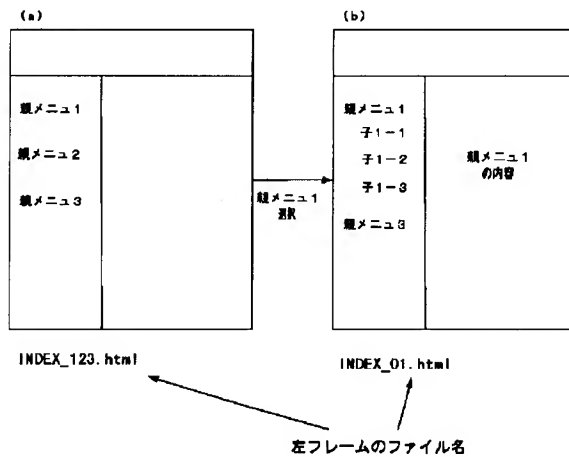 (a)
親メニュー1
親メニュー2
親メニュー3
親メニュー1
選択
(b)
親メニュー1
子1-1
子1-2
子1-3
親メニュー3
親メニュー1
の内容
INDEX_123.html
INDEX_01.html
左フレームのファイル名